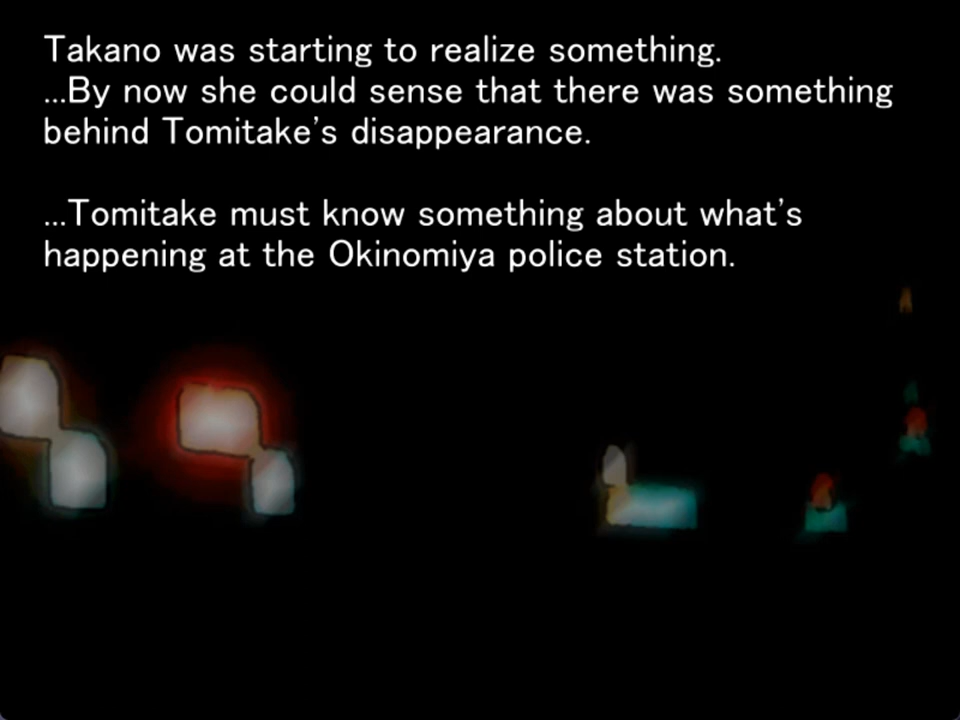 Takano was starting to realize something.
...By now she could sense that there was something
behind Tomitake's disappearance.
...Tomitake must know something about what's
happening at the Okinomiya police station.